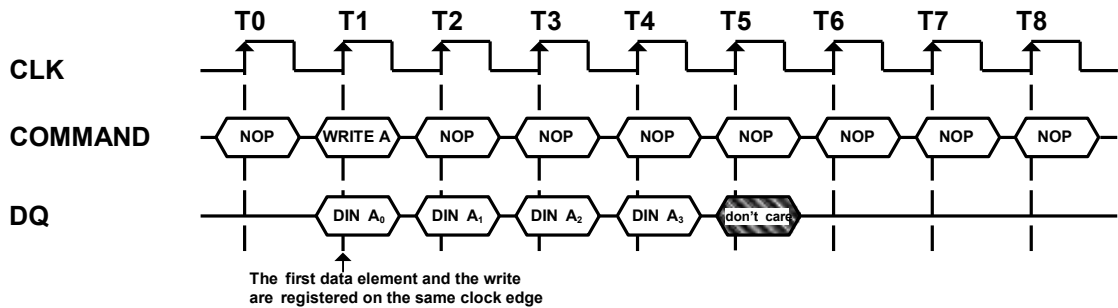 T0 T1 T2 T3 T4 T5 T6 T7 T8
CLK
COMMAND NOP WRITE A NOP NOP NOP NOP NOP NOP NOP
DQ DIN A₀ DIN A₁ DIN A₂ DIN A₃ don't care
The first data element and the write
are registered on the same clock edge